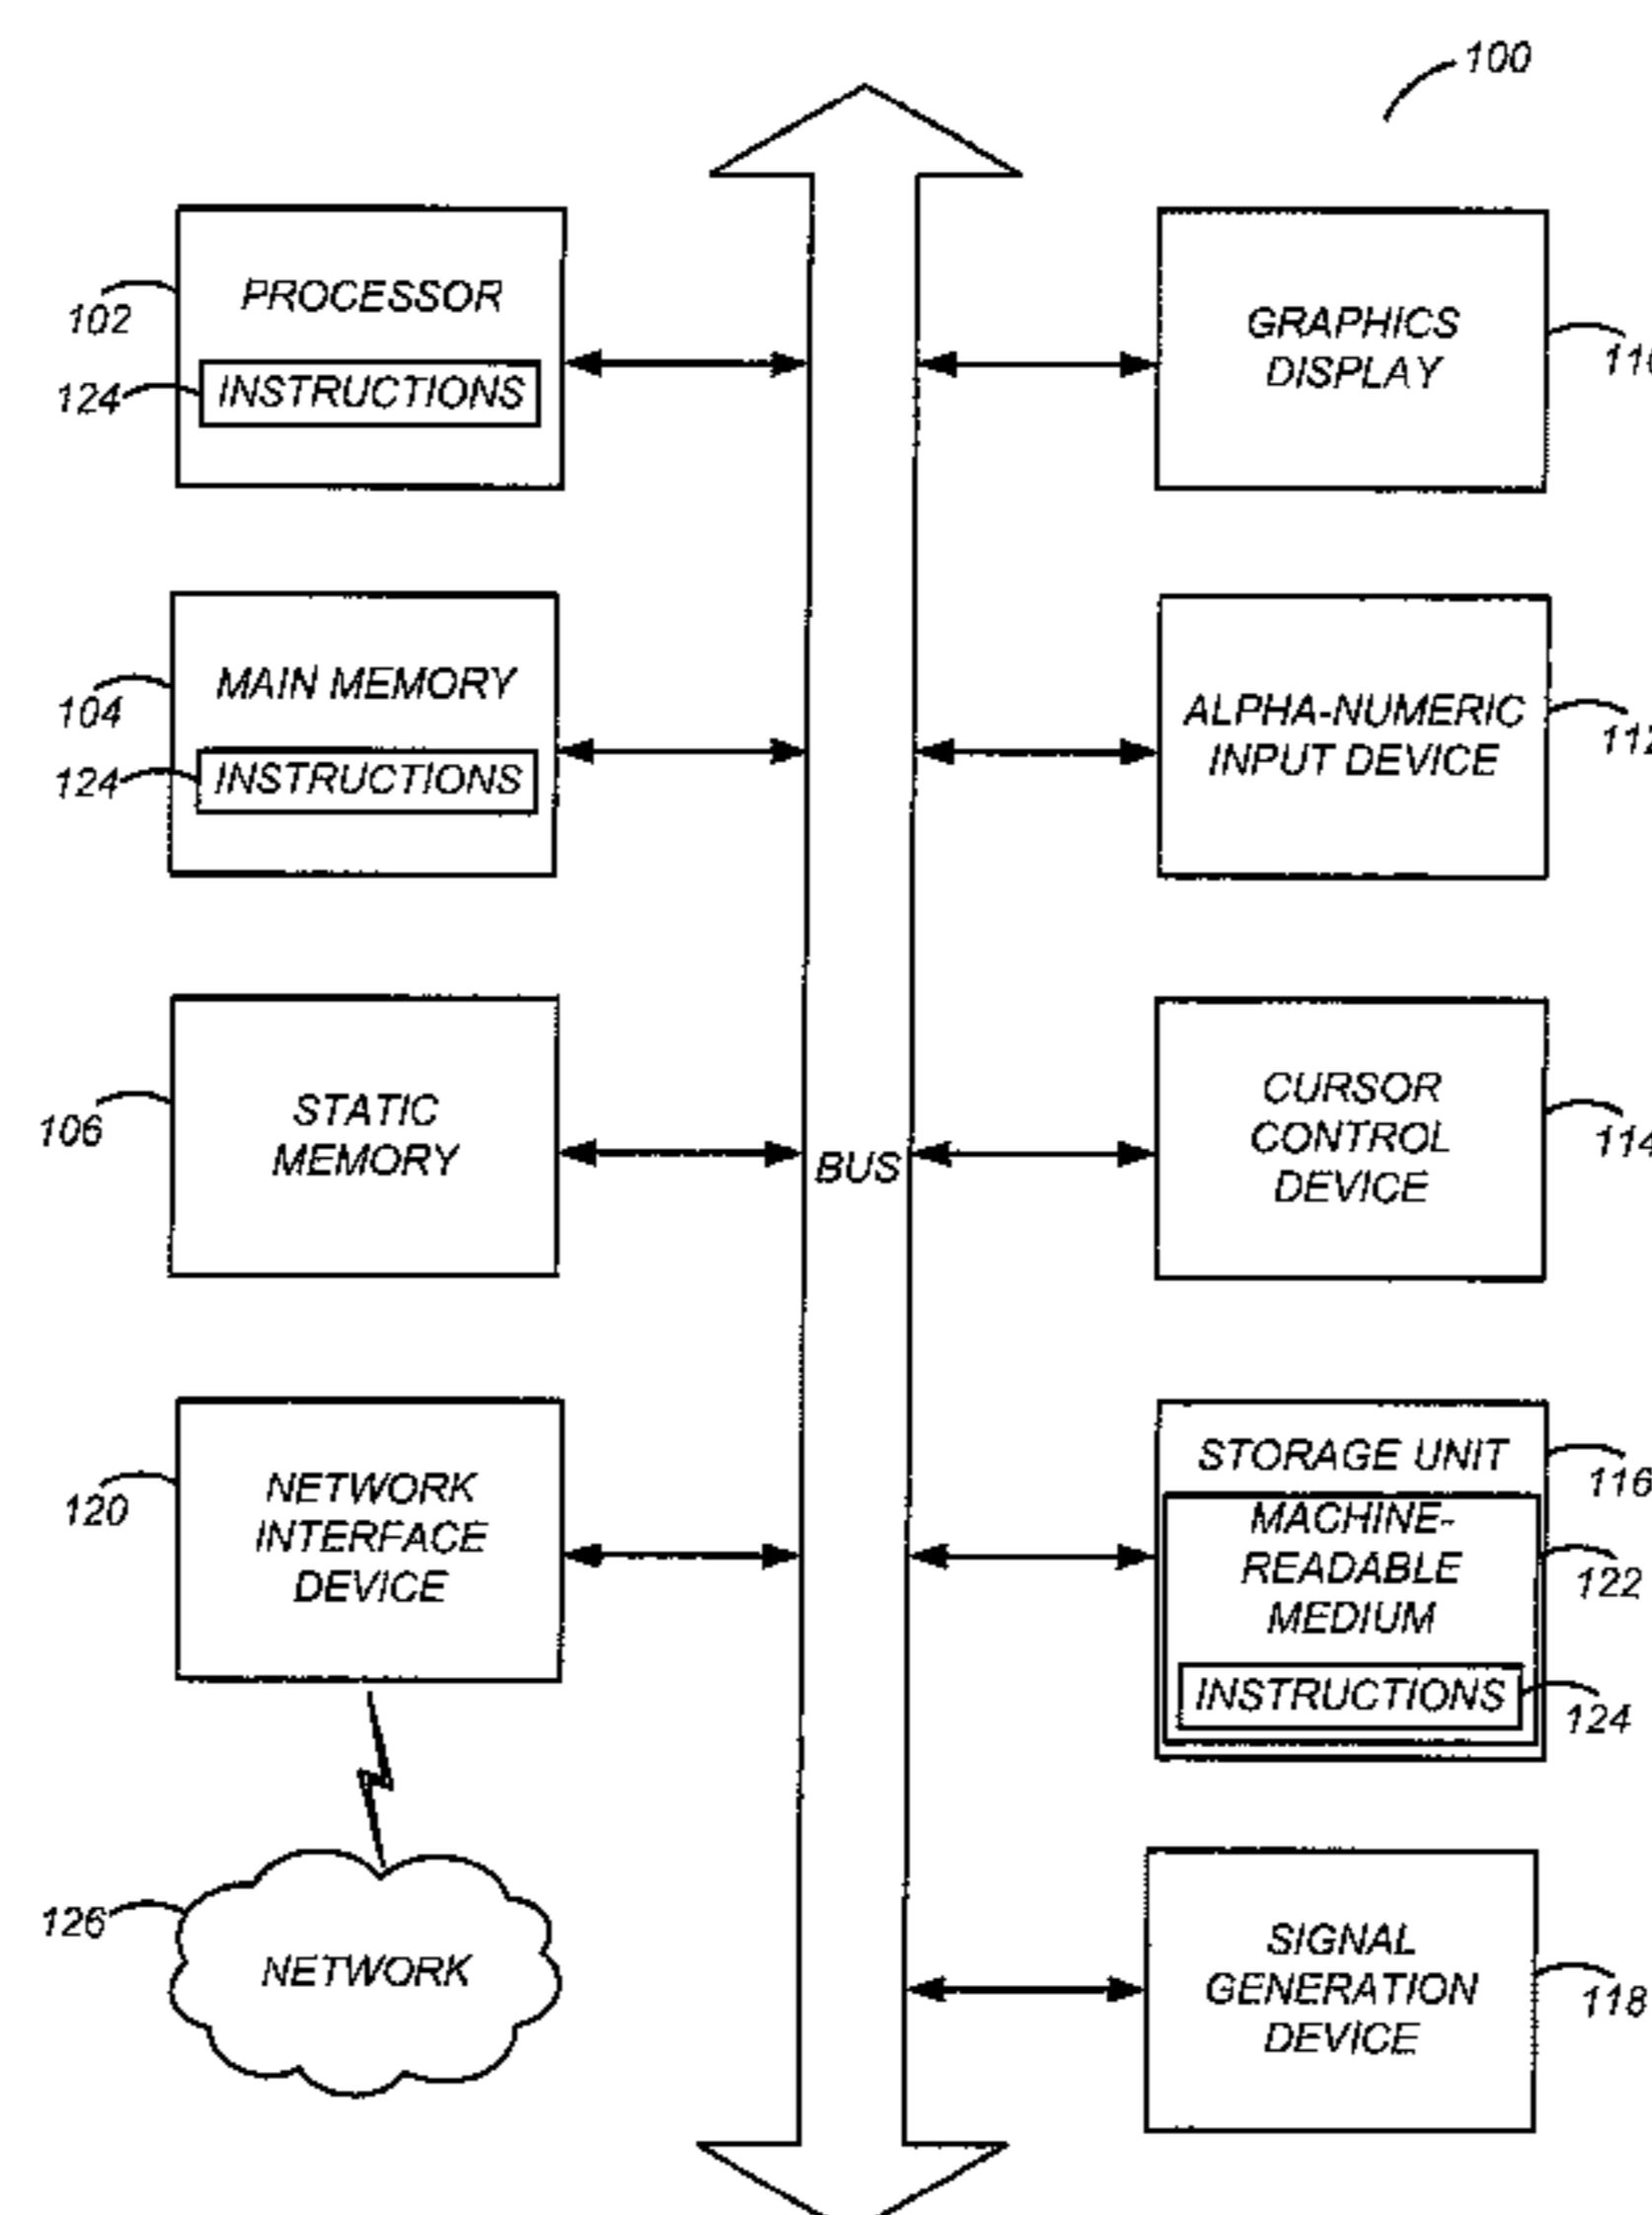 100
PROCESSOR
102
INSTRUCTIONS
124
MAIN MEMORY
104
INSTRUCTIONS
124
STATIC
MEMORY
106
NETWORK
INTERFACE
DEVICE
120
126
NETWORK
BUS
GRAPHICS
DISPLAY
ALPHA-NUMERIC
INPUT DEVICE
CURSOR
CONTROL
DEVICE
114
STORAGE UNIT
116
MACHINE-
READABLE
MEDIUM
122
INSTRUCTIONS
124
SIGNAL
GENERATION
DEVICE
118